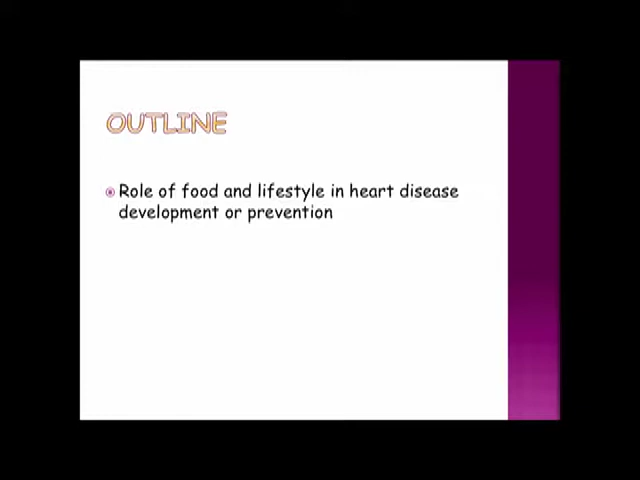 OUTLINE
Role of food and lifestyle in heart disease
development or prevention